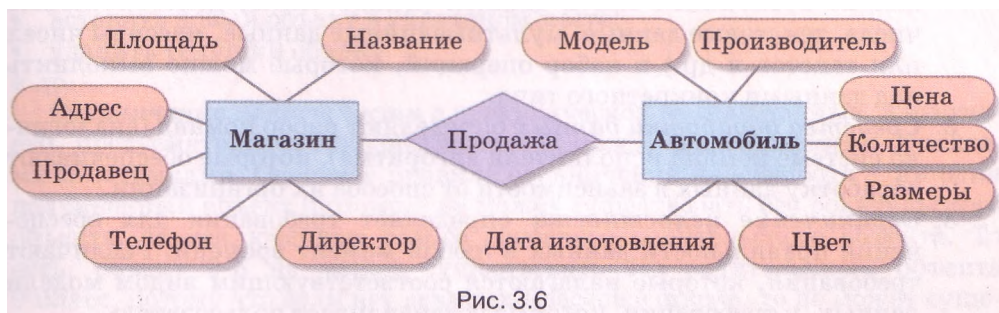 Площадь
Название
Модель
Производитель
Адрес
Цена
Магазин
Продажа
Автомобиль
Количество
Продавец
Размеры
Телефон
Директор
Дата изготовления
Цвет
Рис. 3.6